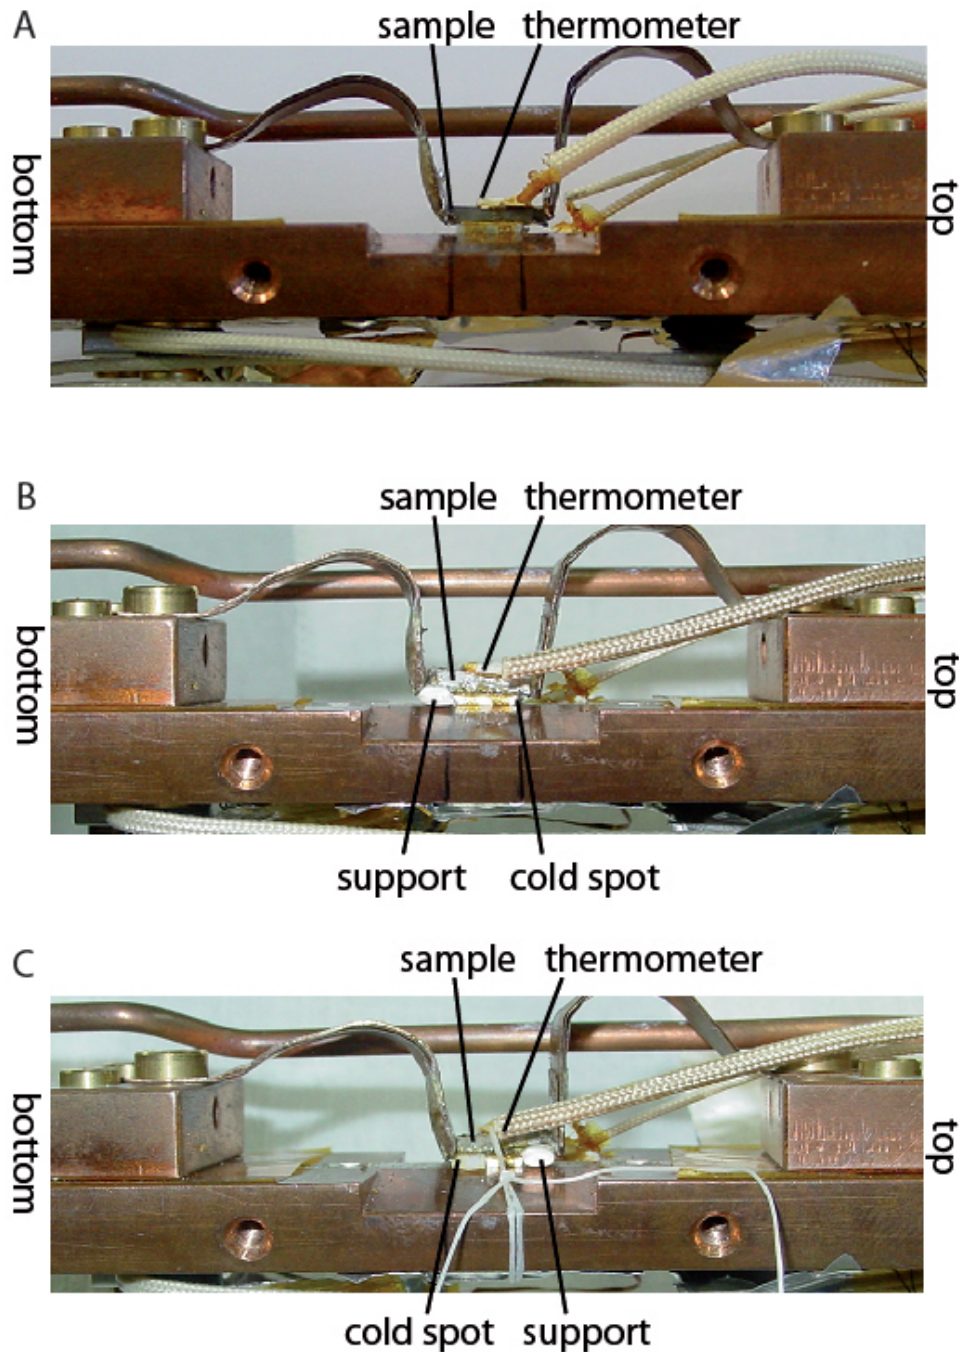 A
sample thermometer
bottom
top
B
sample thermometer
bottom
top
support cold spot
C
sample thermometer
bottom
top
cold spot support